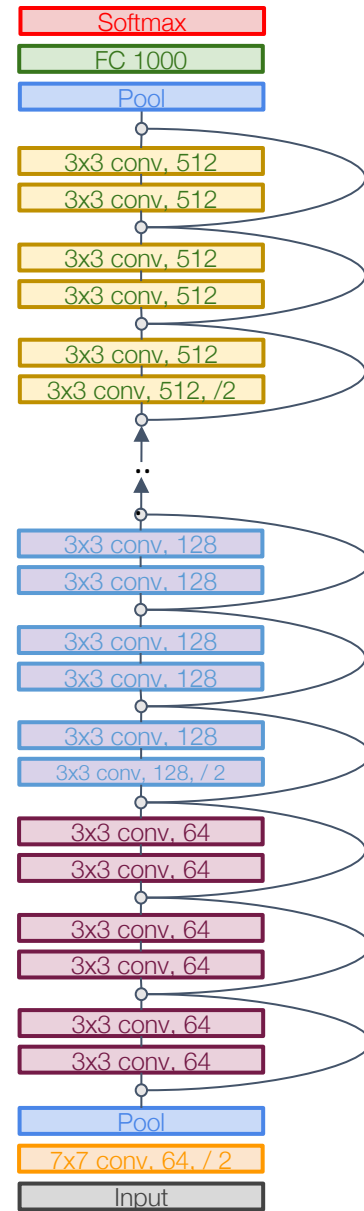 Softmax
FC 1000
Pool
3x3 conv, 512
3x3 conv, 512
3x3 conv, 512
3x3 conv, 512
3x3 conv, 512
3x3 conv, 512, /2
..
.
3x3 conv, 128
3x3 conv, 128
3x3 conv, 128
3x3 conv, 128
3x3 conv, 128
3x3 conv, 128, / 2
3x3 conv, 64
3x3 conv, 64
3x3 conv, 64
3x3 conv, 64
3x3 conv, 64
3x3 conv, 64
Pool
7x7 conv, 64, / 2
Input